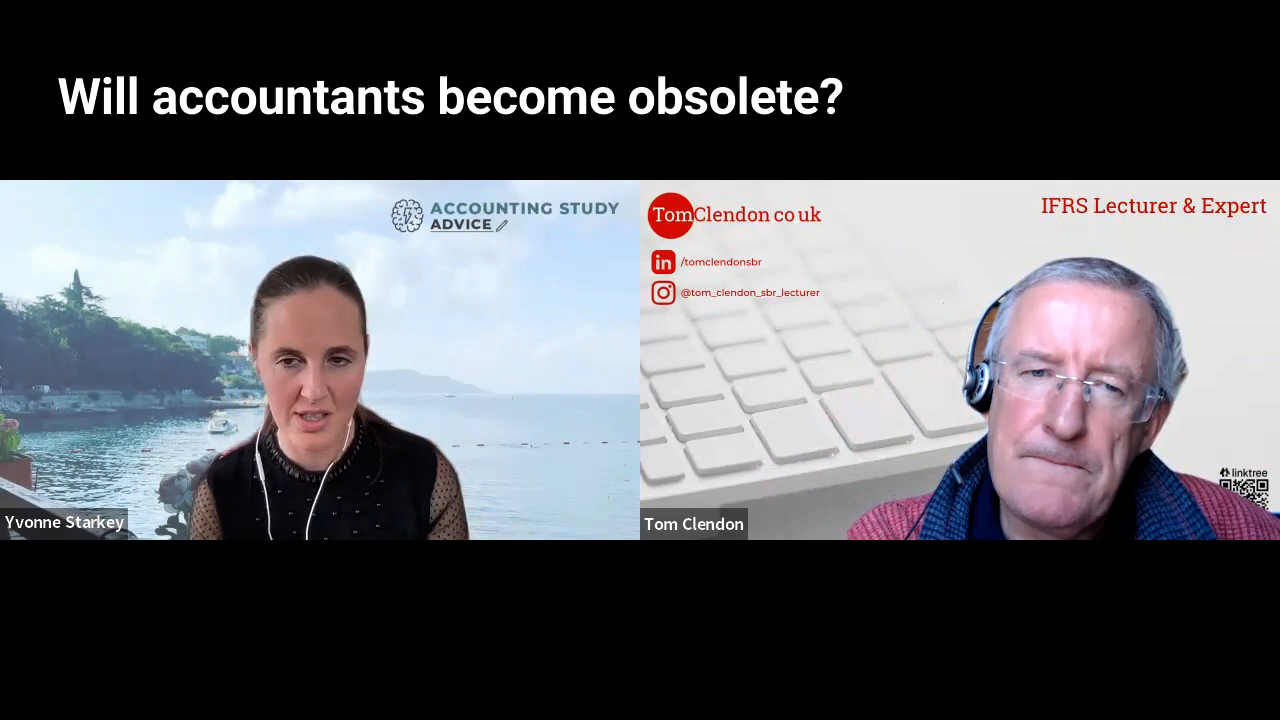 Will accountants become obsolete?
ACCOUNTING STUDY
ADVICE
Yvonne Starkey
TomClendon co uk
IFRS Lecturer & Expert
in /tomclendonsbr
@tom_clendon_sbr_lecturer
linktree
Tom Clendon